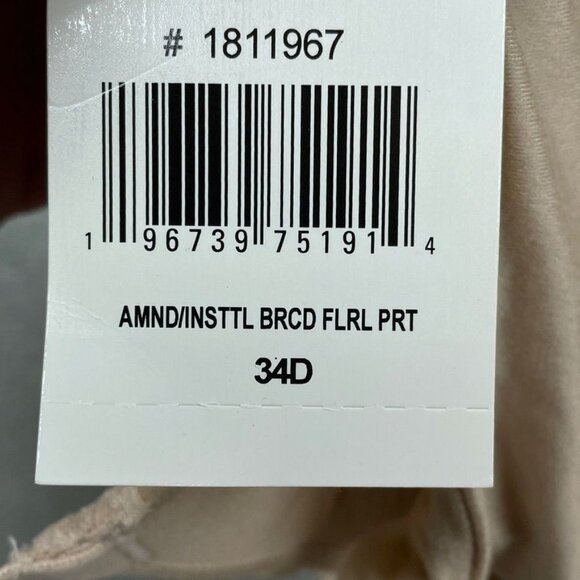 # 1811967
1 96739 75191 4
AMND/INSTTL BRCD FLRL PRT
34D